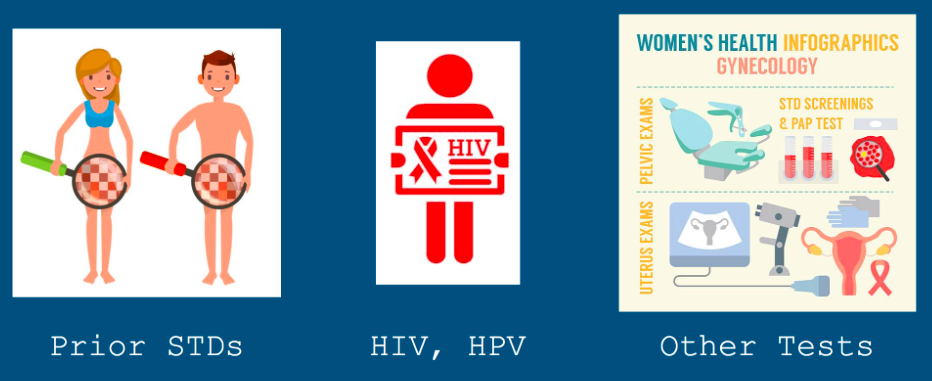 HIV
WOMEN'S HEALTH INFOGRAPHICS
GYNECOLOGY
PELVIC EXAMS
STD SCREENINGS
& PAP TEST
UTERUS EXAMS
Prior STDs
HIV, HPV
Other Tests